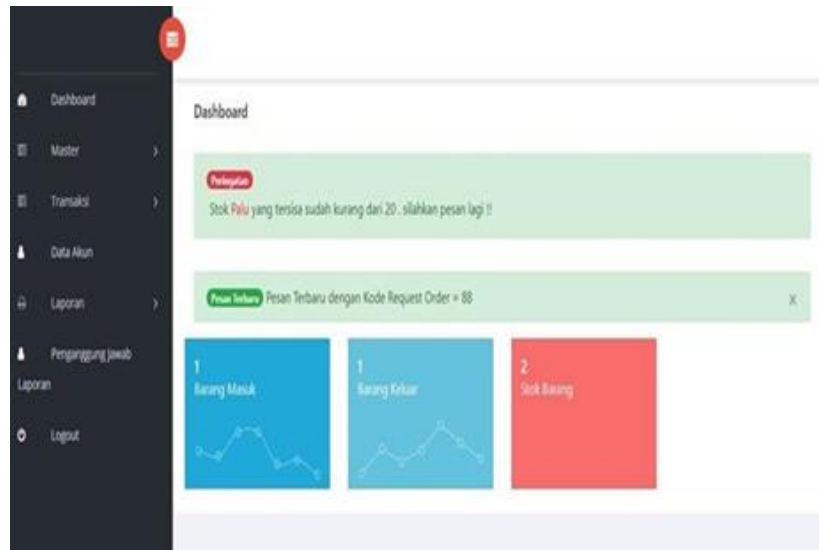 Dashboard
Master
Transaksi
Data Akun
Laporan
Penganggung Jawab
Laporan
Logout
Dashboard
Peringatan
Stok Palu yang tersisa sudah kurang dari 20 . silahkan pesan lagi !!
Pesan Terbaru Pesan Terbaru dengan Kode Request Order = 88
X
1
Barang Masuk
1
Barang Keluar
2
Stok Barang